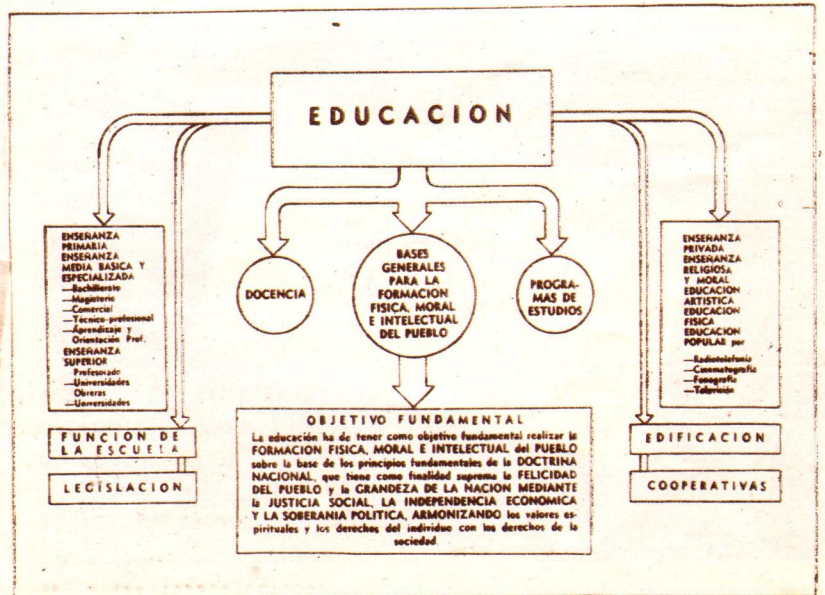 EDUCACION
ENSEÑANZA
PRIMARIA
ENSEÑANZA
MEDIA BASICA Y
ESPECIALIZADA
—Bachillerato
—Magisterio
—Comercial
—Técnico-profesional
—Aprendizaje y
Orientación Prof.
ENSEÑANZA
SUPERIOR
Profesorado
—Universidades
Obreras
—Universidades
FUNCION DE
LA ESCUELA
LEGISLACION
DOCENCIA
BASES
GENERALES
PARA LA
FORMACION
FISICA, MORAL
E INTELECTUAL
DEL PUEBLO
PROGRA-
MAS DE
ESTUDIOS
OBJETIVO FUNDAMENTAL
La educación ha de tener como objetivo fundamental realizar la
FORMACION FISICA, MORAL E INTELECTUAL del PUEBLO
sobre la base de los principios fundamentales de la DOCTRINA
NACIONAL, que tiene como finalidad suprema la FELICIDAD
DEL PUEBLO y la GRANDEZA DE LA NACION MEDIANTE
la JUSTICIA SOCIAL, LA INDEPENDENCIA ECONOMICA
Y LA SOBERANIA POLITICA, ARMONIZANDO los valores es-
pirituales y los derechos del individuo con los derechos de la
sociedad.
ENSEÑANZA
PRIVADA
ENSEÑANZA
RELIGIOSA
Y MORAL
EDUCACION
ARTISTICA
EDUCACION
FISICA
EDUCACION
POPULAR por
—Radiotelefonía
—Cinematografía
—Fonografía
—Televisión
EDIFICACION
COOPERATIVAS